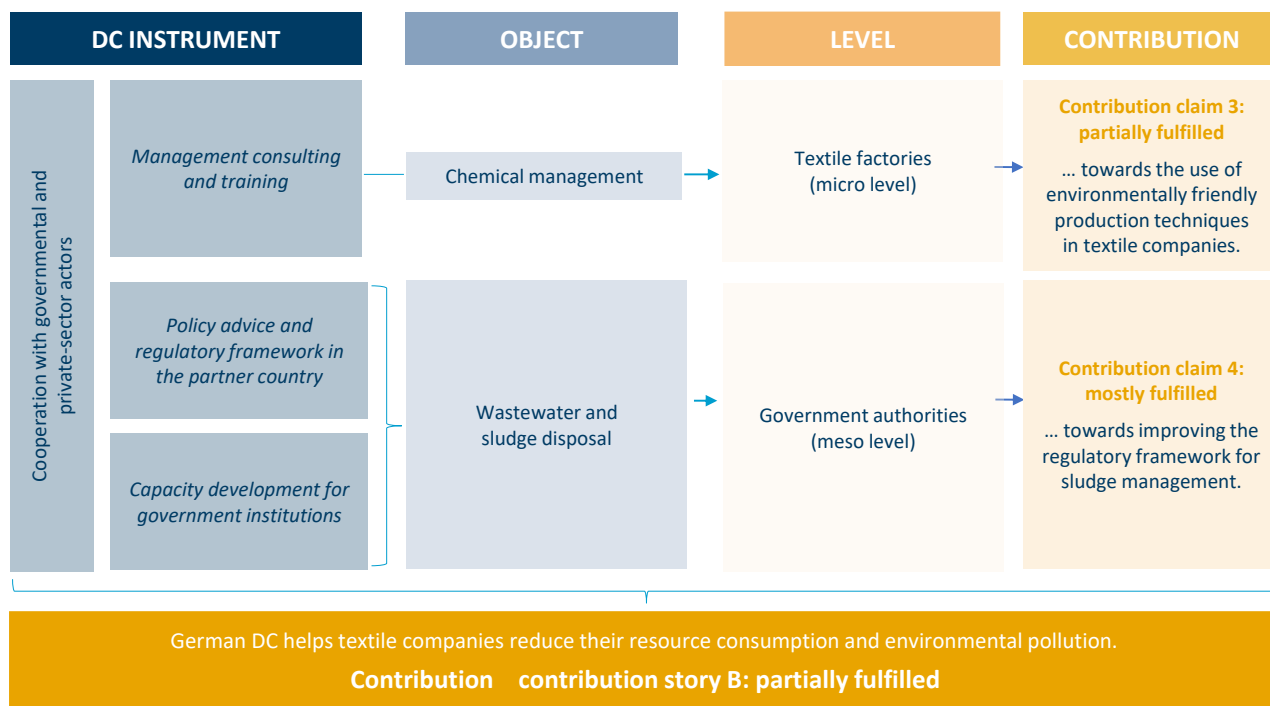 DC INSTRUMENT
OBJECT
LEVEL
CONTRIBUTION
Cooperation with governmental and
private-sector actors
Management consulting
and training
Chemical management
Textile factories
(micro level)
Contribution claim 3:
partially fulfilled
... towards the use of
environmentally friendly
production techniques
in textile companies.
Policy advice and
regulatory framework in
the partner country
Capacity development for
government institutions
Wastewater and
sludge disposal
Government authorities
(meso level)
Contribution claim 4:
mostly fulfilled
... towards improving the
regulatory framework for
sludge management.
German DC helps textile companies reduce their resource consumption and environmental pollution.
Contribution contribution story B: partially fulfilled